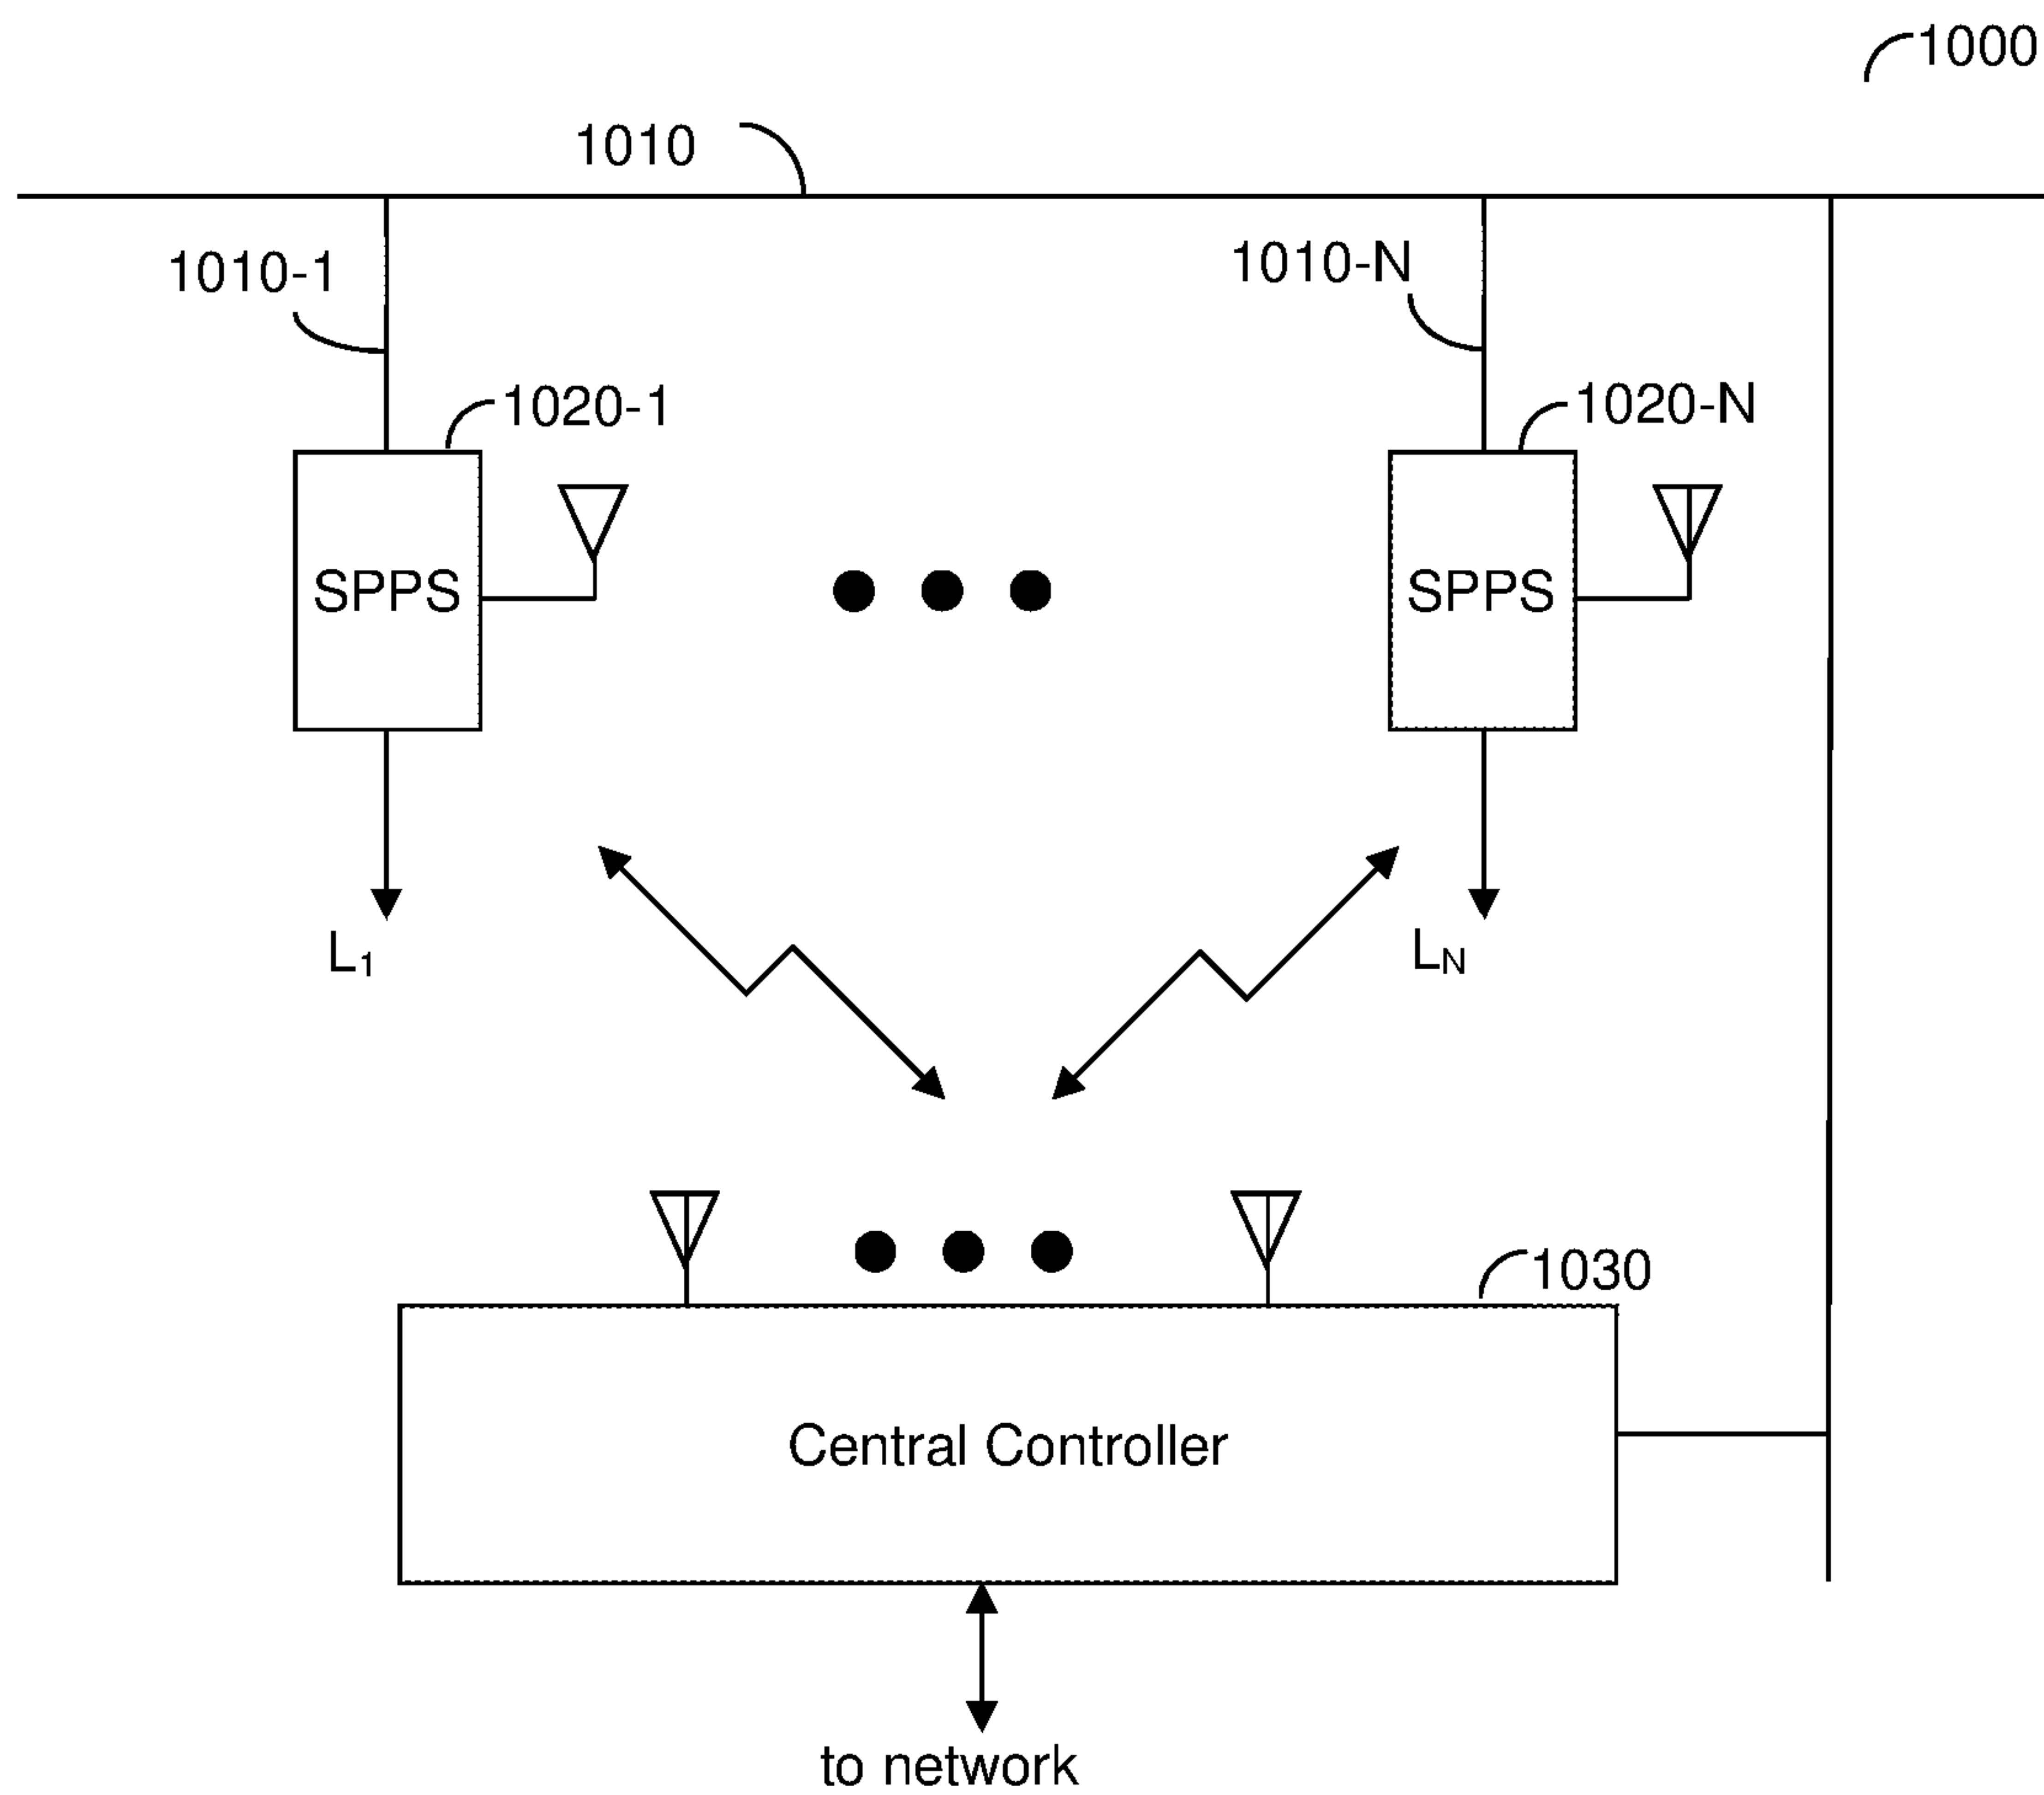 1000
1010
1010-1
1010-N
1020-1
1020-N
SPPS
SPPS
L1
LN
1030
Central Controller
to network